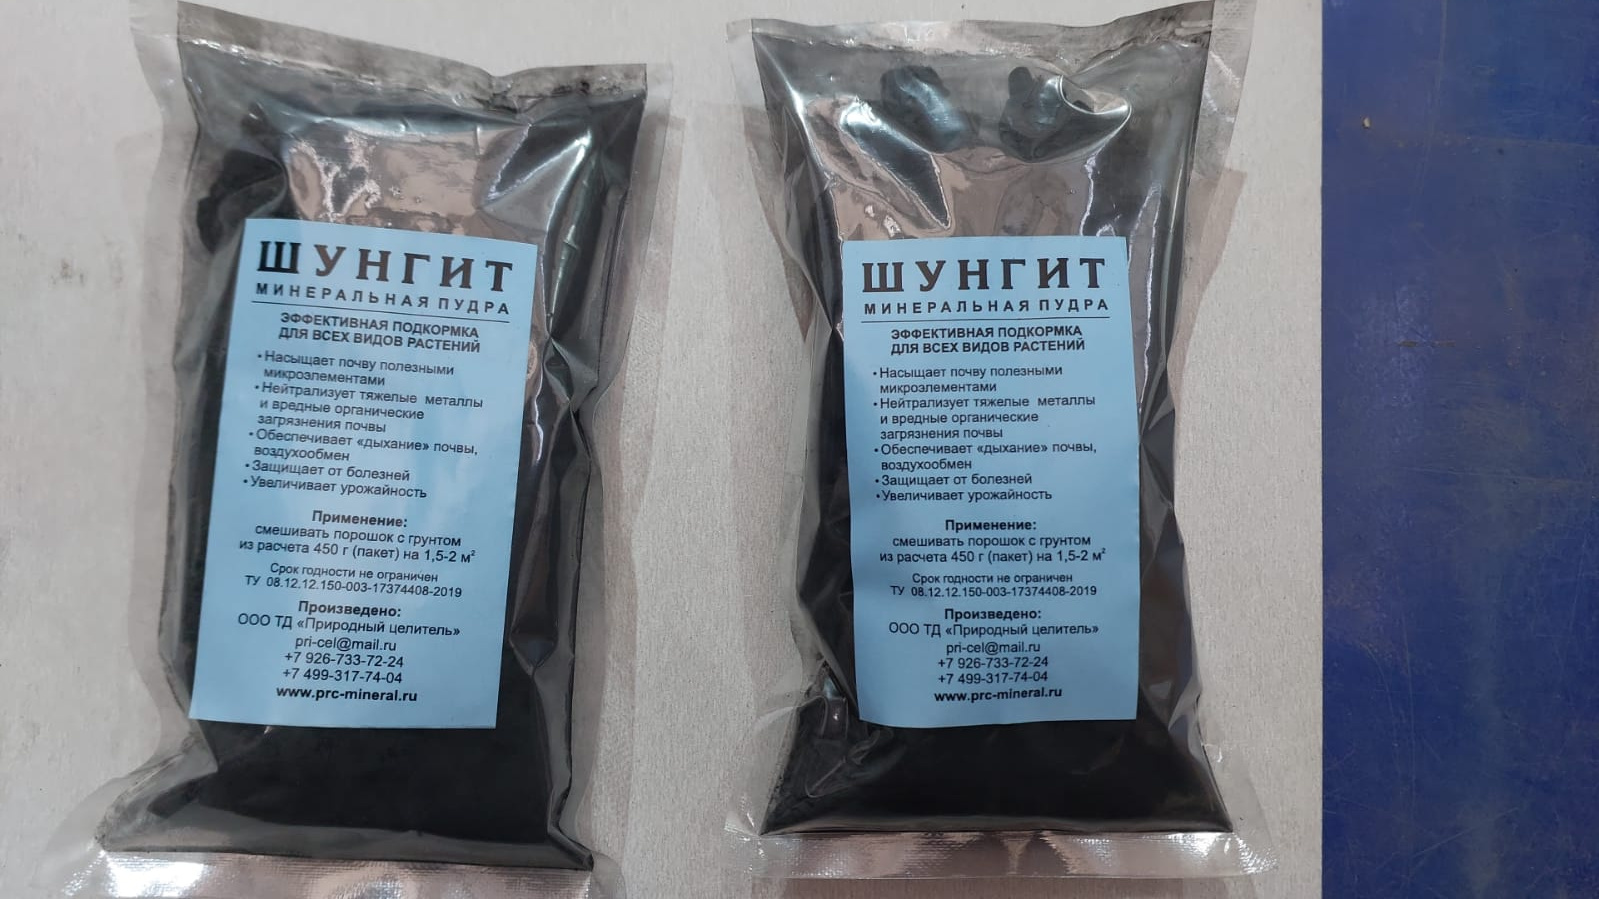 ШУНГИТ
МИНЕРАЛЬНАЯ ПУДРА
ЭФФЕКТИВНАЯ ПОДКОРМКА
ДЛЯ ВСЕХ ВИДОВ РАСТЕНИЙ
• Насыщает почву полезными
микроэлементами
• Нейтрализует тяжелые металлы
и вредные органические
загрязнения почвы
• Обеспечивает «дыхание» почвы,
воздухообмен
• Защищает от болезней
• Увеличивает урожайность
Применение:
смешивать порошок с грунтом
из расчета 450 г (пакет) на 1,5-2 м²
Срок годности не ограничен
ТУ 08.12.12.150-003-17374408-2019
Произведено:
ООО ТД «Природный целитель»
pri-cel@mail.ru
+7 926-733-72-24
+7 499-317-74-04
www.prc-mineral.ru
ШУНГИТ
МИНЕРАЛЬНАЯ ПУДРА
ЭФФЕКТИВНАЯ ПОДКОРМКА
ДЛЯ ВСЕХ ВИДОВ РАСТЕНИЙ
• Насыщает почву полезными
микроэлементами
• Нейтрализует тяжелые металлы
и вредные органические
загрязнения почвы
• Обеспечивает «дыхание» почвы,
воздухообмен
• Защищает от болезней
• Увеличивает урожайность
Применение:
смешивать порошок с грунтом
из расчета 450 г (пакет) на 1,5-2 м²
Срок годности не ограничен
ТУ 08.12.12.150-003-17374408-2019
Произведено:
ООО ТД «Природный целитель»
pri-cel@mail.ru
+7 926-733-72-24
+7 499-317-74-04
www.prc-mineral.ru